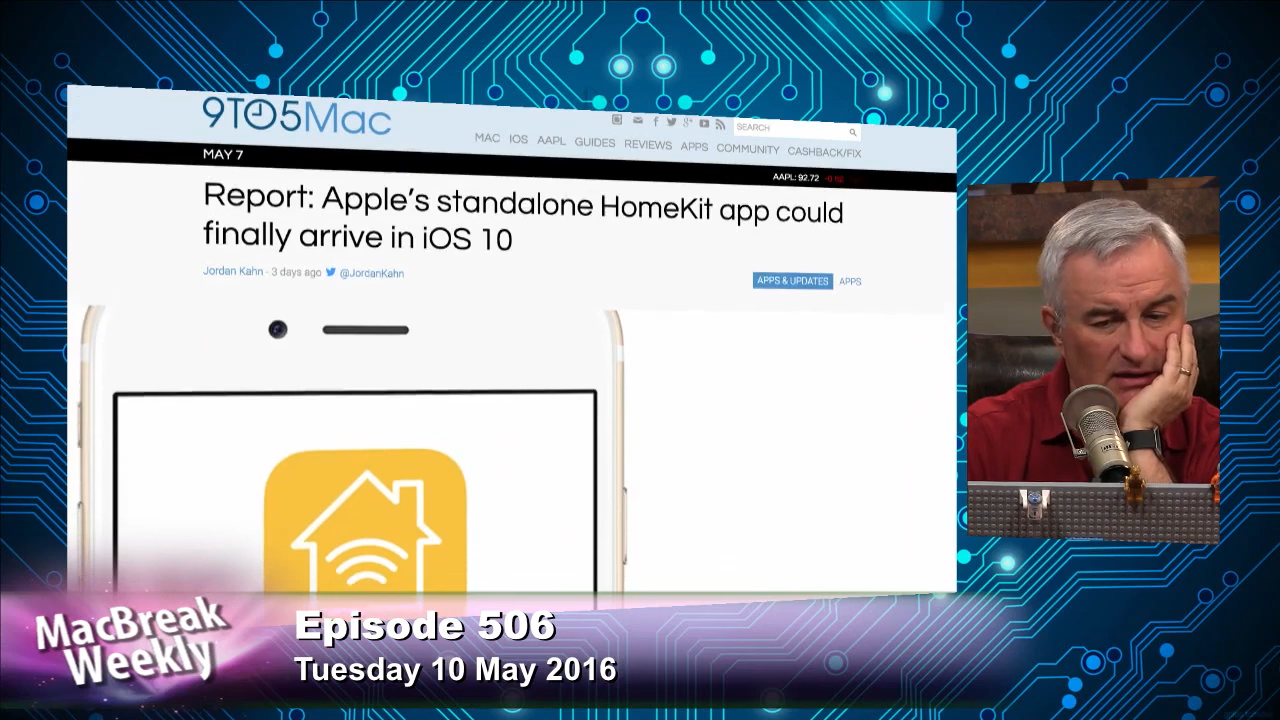 9TO5Mac
SEARCH
MAC IOS AAPL GUIDES REVIEWS APPS COMMUNITY CASHBACK/FIX
MAY 7
AAPL: 92.72
Report: Apple's standalone HomeKit app could
finally arrive in iOS 10
Jordan Kahn · 3 days ago @JordanKahn
APPS & UPDATES APPS
MacBreak
Weekly
Episode 506
Tuesday 10 May 2016